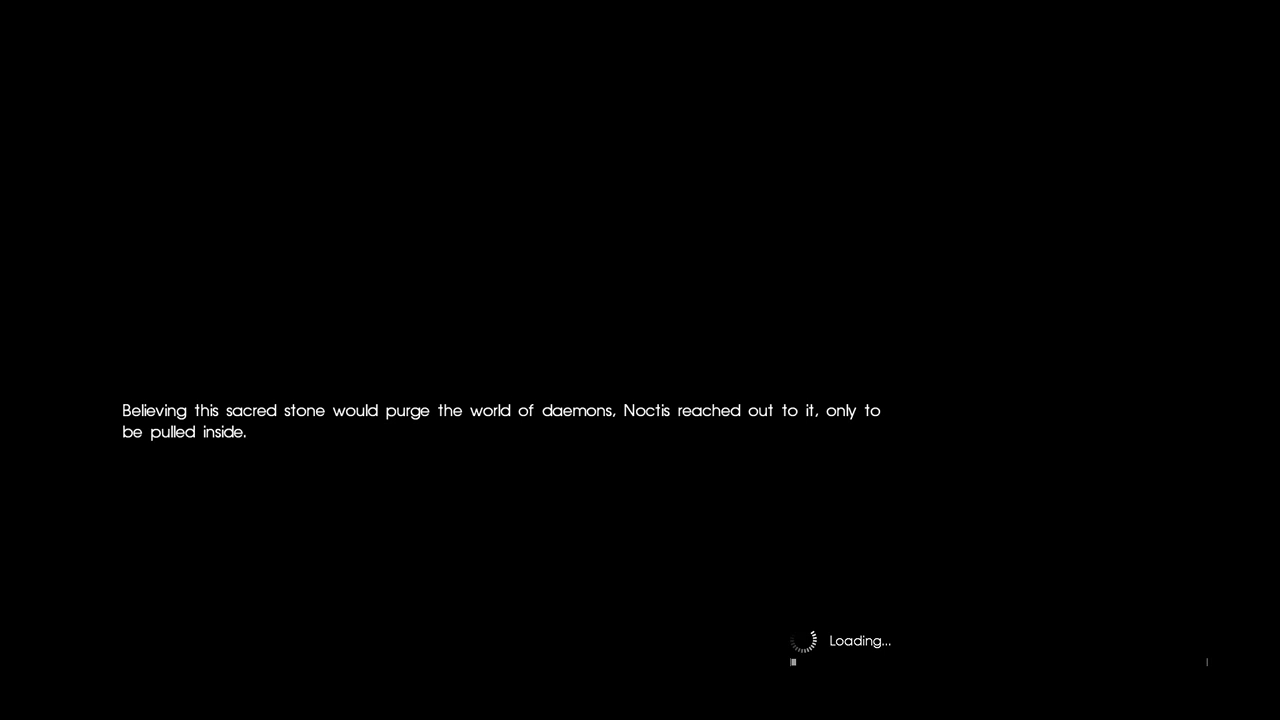 Believing this sacred stone would purge the world of daemons, Noctis reached out to it, only to
be pulled inside.
Loading...